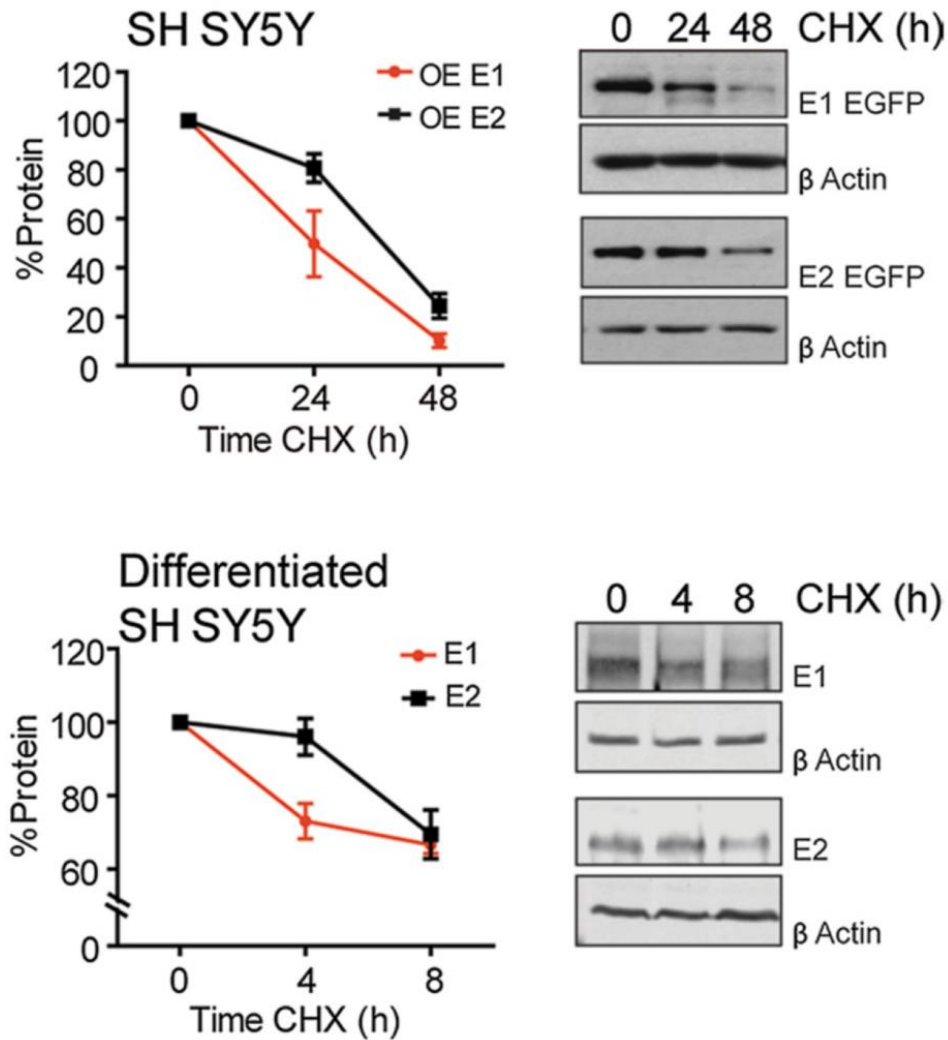 SH SY5Y
120
100
80
60
40
20
0
%Protein
OE E1
OE E2
0 24 48
Time CHX (h)
0 24 48 CHX (h)
E1 EGFP
β Actin
E2 EGFP
β Actin
Differentiated
SH SY5Y
120
100
80
60
0
%Protein
E1
E2
0 4 8
Time CHX (h)
0 4 8 CHX (h)
E1
β Actin
E2
β Actin